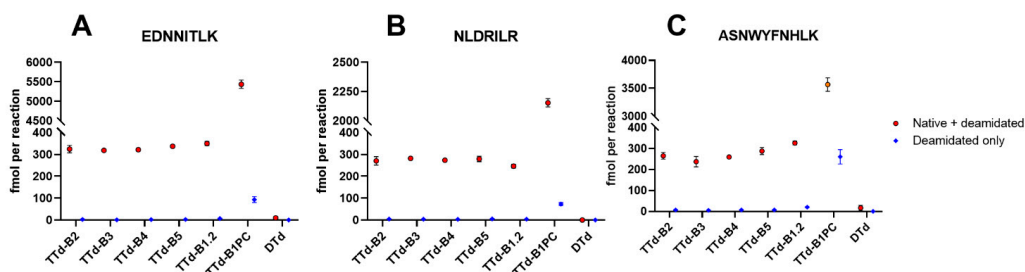 A
EDNNITLK
6000
5500
5000
4500
400
300
200
100
0
fmol per reaction
TTd-B2
TTd-B3
TTd-B4
TTd-B5
TTd-B1.2
TTd-B1PC
DTd
B
NLDRILR
2500
2250
2000
400
300
200
100
0
fmol per reaction
TTd-B2
TTd-B3
TTd-B4
TTd-B5
TTd-B1.2
TTd-B1PC
DTd
C
ASNWYFNHLK
4000
3500
3000
400
300
200
100
0
fmol per reaction
TTd-B2
TTd-B3
TTd-B4
TTd-B5
TTd-B1.2
TTd-B1PC
DTd
Native + deamidated
Deamidated only